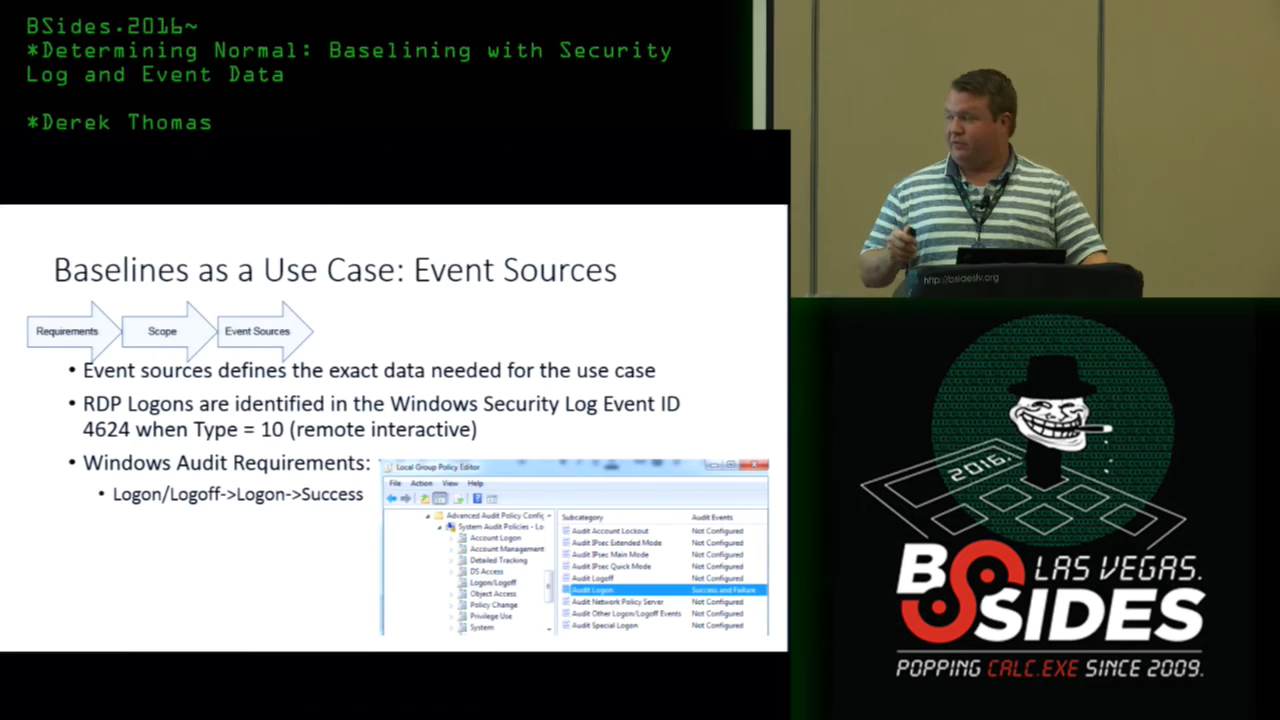 BSides.2016~
*Determining Normal: Baselining with Security
Log and Event Data
*Derek Thomas
Baselines as a Use Case: Event Sources
Requirements
Scope
Event Sources
• Event sources defines the exact data needed for the use case
• RDP Logons are identified in the Windows Security Log Event ID
4624 when Type = 10 (remote interactive)
• Windows Audit Requirements:
• Logon/Logoff->Logon->Success
Local Group Policy Editor
File Action View Help
Advanced Audit Policy Config
System Audit Policies - Lo
Account Logon
Account Management
Detailed Tracking
DS Access
Logon/Logoff
Object Access
Policy Change
Privilege Use
System
Subcategory Audit Events
Audit Account Lockout Not Configured
Audit IPsec Extended Mode Not Configured
Audit IPsec Main Mode Not Configured
Audit IPsec Quick Mode Not Configured
Audit Logoff Not Configured
Audit Logon Success and Failure
Audit Network Policy Server Not Configured
Audit Other Logon/Logoff Events Not Configured
Audit Special Logon Not Configured
http://bsideslv.org
2016.
BSIDES
LAS VEGAS.
POPPING CALC.EXE SINCE 2009.